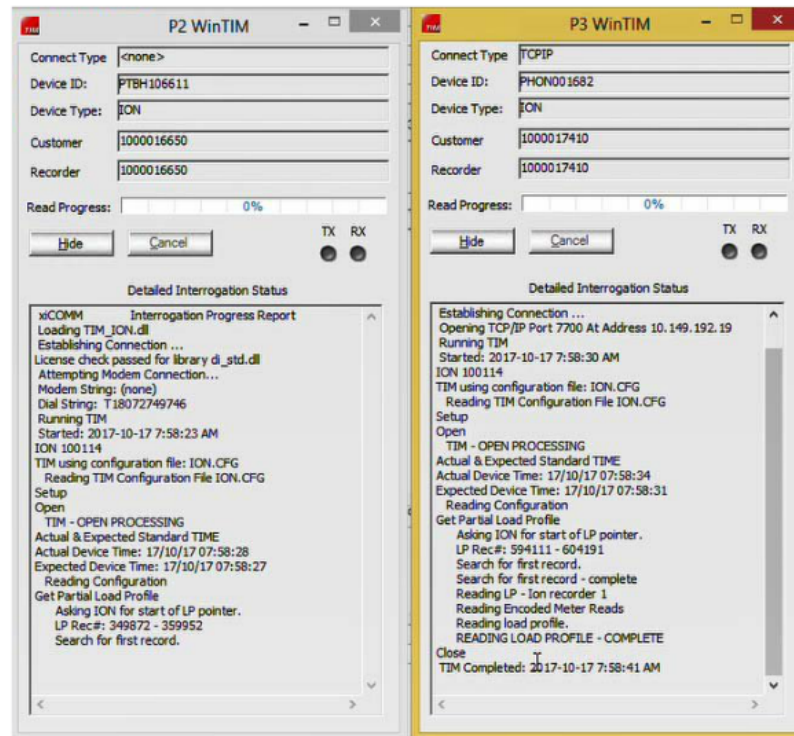 TIM
P2 WinTIM
Connect Type <none>
Device ID: PTBH106611
Device Type: ION
Customer 1000016650
Recorder 1000016650
Read Progress: 0%
Hide Cancel TX RX
Detailed Interrogation Status
xiCOMM Interrogation Progress Report
Loading TIM_ION.dll
Establishing Connection ...
License check passed for library di_std.dll
Attempting Modem Connection...
Modem String: (none)
Dial String: T18072749746
Running TIM
Started: 2017-10-17 7:58:23 AM
ION 100114
TIM using configuration file: ION.CFG
Reading TIM Configuration File ION.CFG
Setup
Open
TIM - OPEN PROCESSING
Actual & Expected Standard TIME
Actual Device Time: 17/10/17 07:58:28
Expected Device Time: 17/10/17 07:58:27
Reading Configuration
Get Partial Load Profile
Asking ION for start of LP pointer.
LP Rec#: 349872 - 359952
Search for first record.
TIM
P3 WinTIM
Connect Type TCPIP
Device ID: PHON001682
Device Type: ION
Customer 1000017410
Recorder 1000017410
Read Progress: 0%
Hide Cancel TX RX
Detailed Interrogation Status
Establishing Connection ...
Opening TCP/IP Port 7700 At Address 10.149.192.19
Running TIM
Started: 2017-10-17 7:58:30 AM
ION 100114
TIM using configuration file: ION.CFG
Reading TIM Configuration File ION.CFG
Setup
Open
TIM - OPEN PROCESSING
Actual & Expected Standard TIME
Actual Device Time: 17/10/17 07:58:34
Expected Device Time: 17/10/17 07:58:31
Reading Configuration
Get Partial Load Profile
Asking ION for start of LP pointer.
LP Rec#: 594111 - 604191
Search for first record.
Search for first record - complete
Reading LP - Ion recorder 1
Reading Encoded Meter Reads
Reading load profile.
READING LOAD PROFILE - COMPLETE
Close
TIM Completed: 2017-10-17 7:58:41 AM